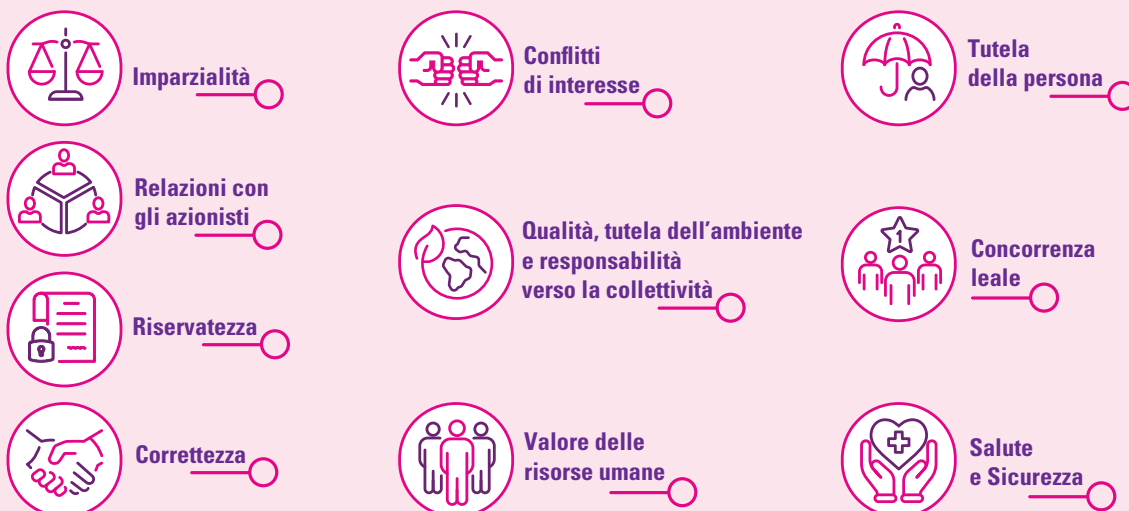 Imparzialità
Relazioni con
gli azionisti
Riservatezza
Correttezza
Conflitti
di interesse
Qualità, tutela dell’ambiente
e responsabilità
verso la collettività
Valore delle
risorse umane
Tutela
della persona
1
Concorrenza
leale
Salute
e Sicurezza